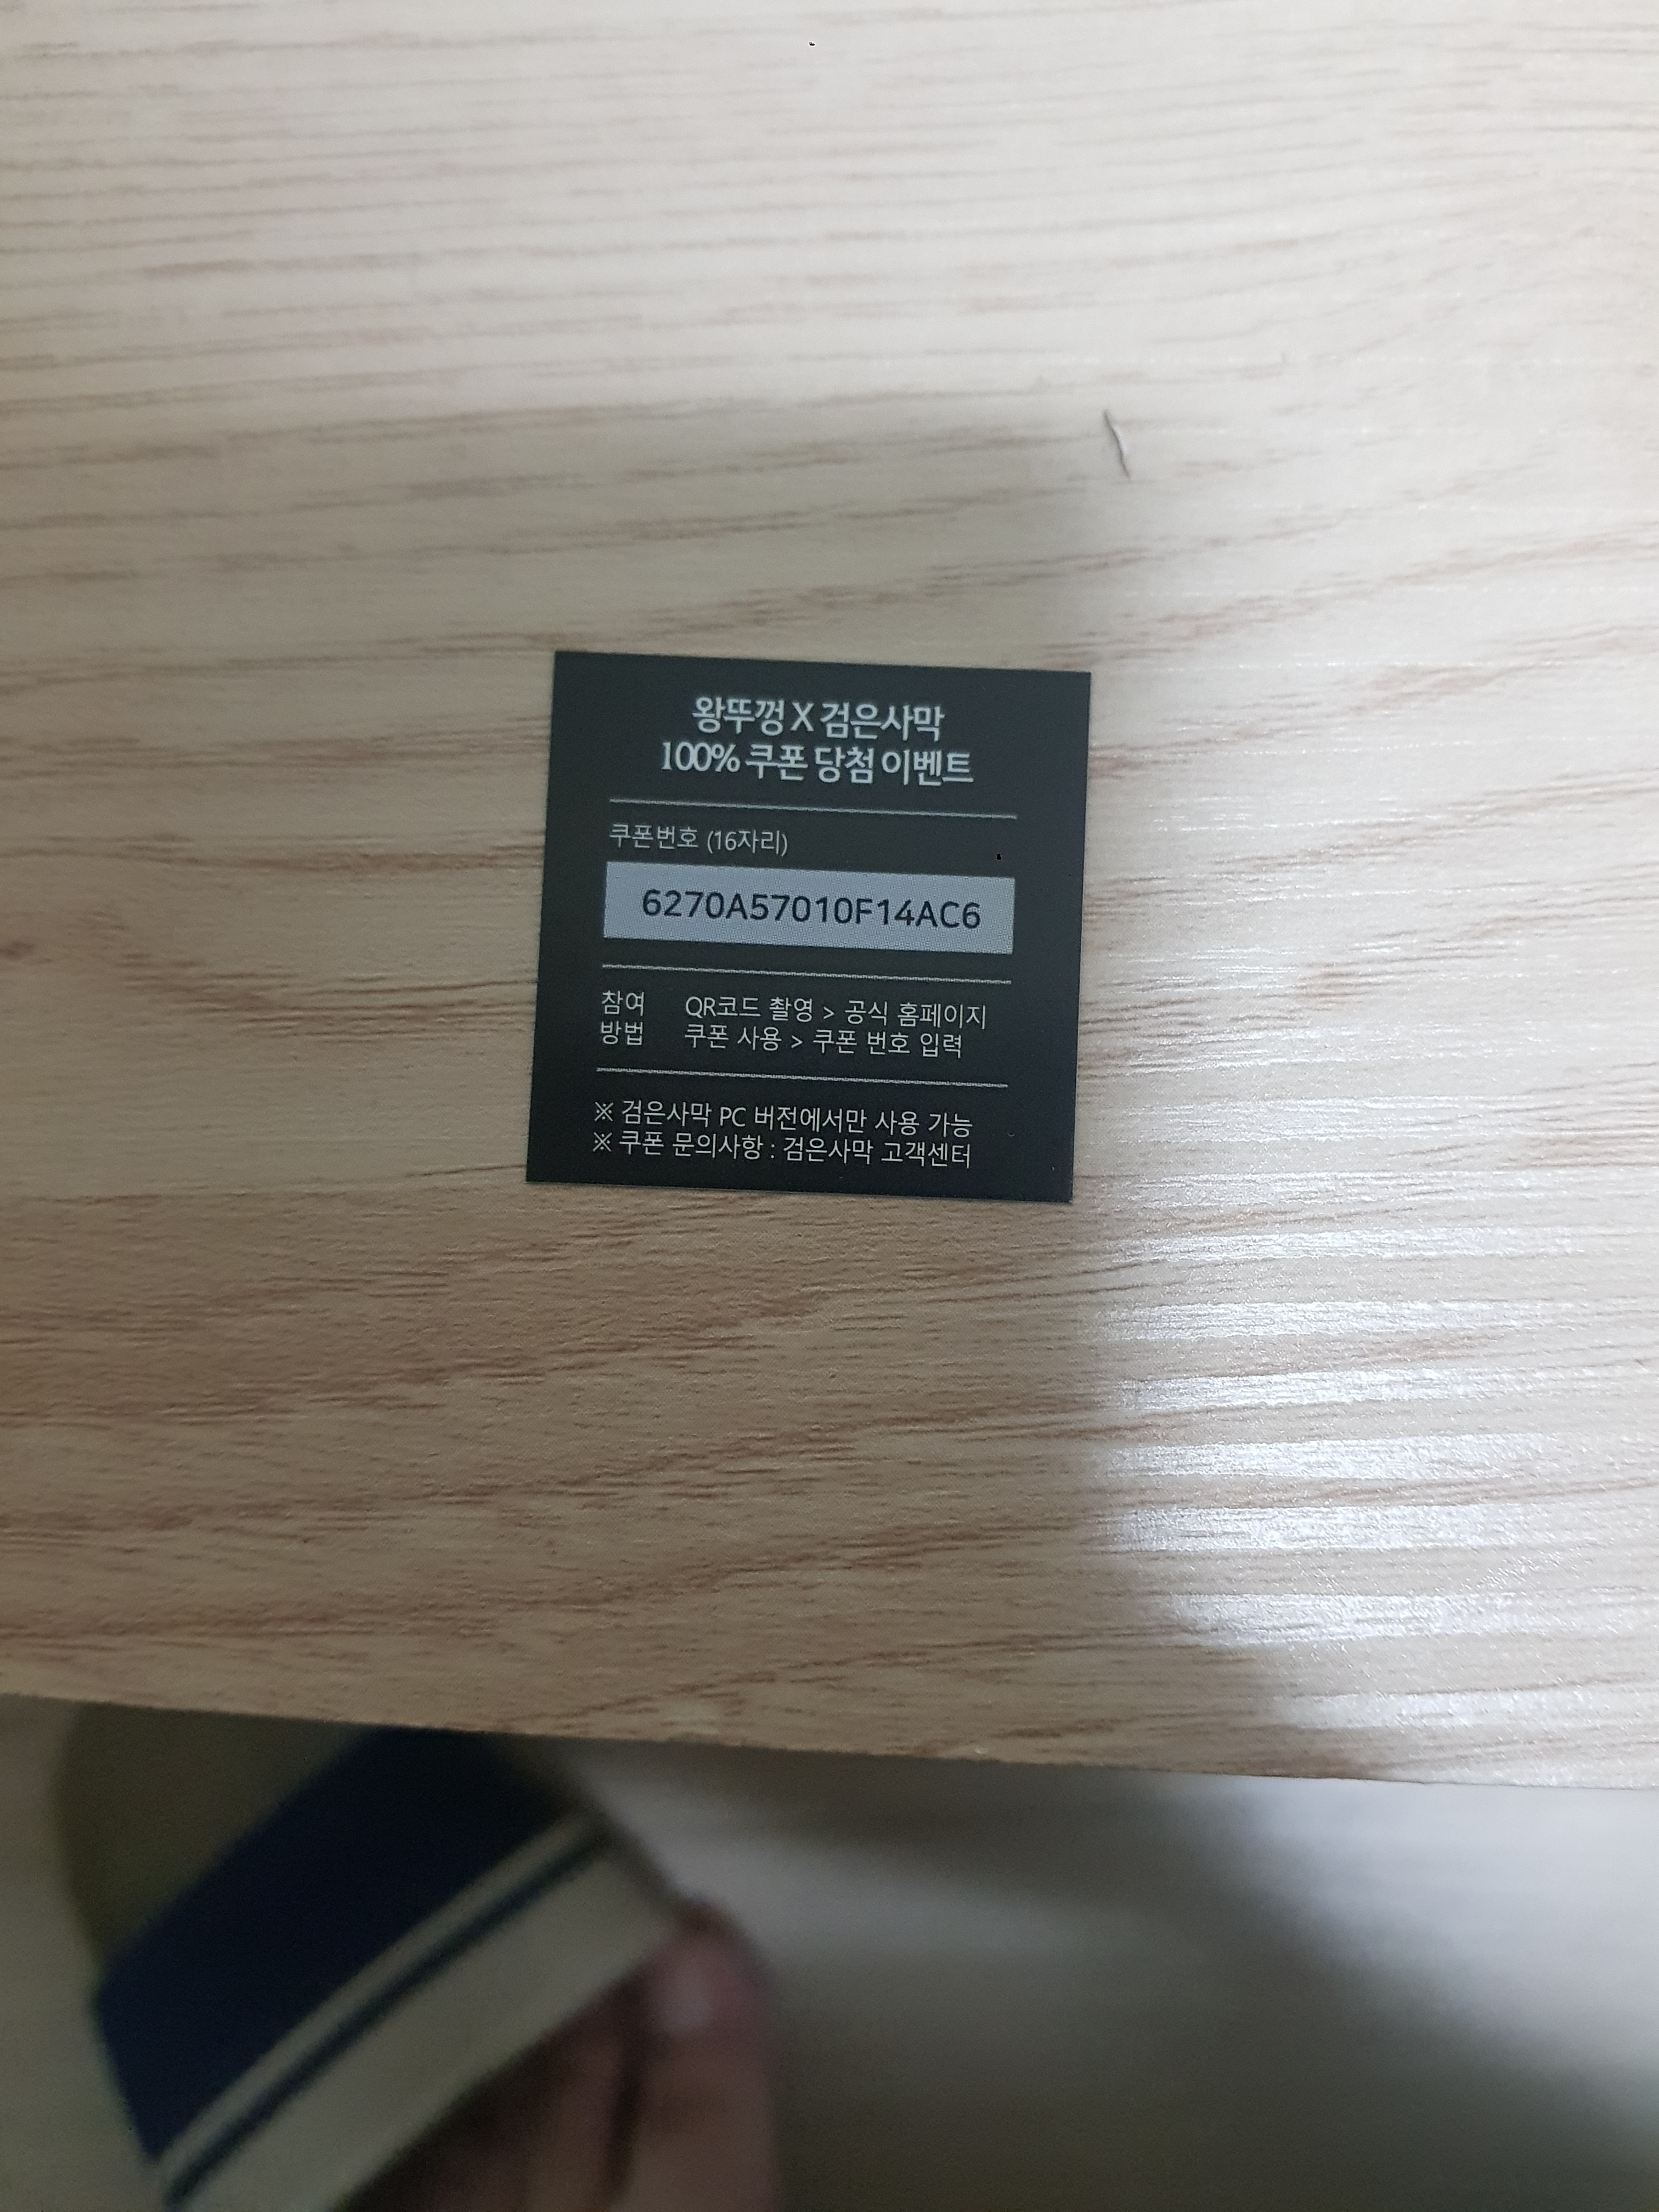 왕뚜껑 X 검은사막
100% 쿠폰 당첨 이벤트
쿠폰번호 (16자리)
6270A57010F14AC6
참여 QR코드 촬영 > 공식 홈페이지
방법 쿠폰 사용 > 쿠폰 번호 입력
※ 검은사막 PC 버전에서만 사용 가능
※ 쿠폰 문의사항 : 검은사막 고객센터